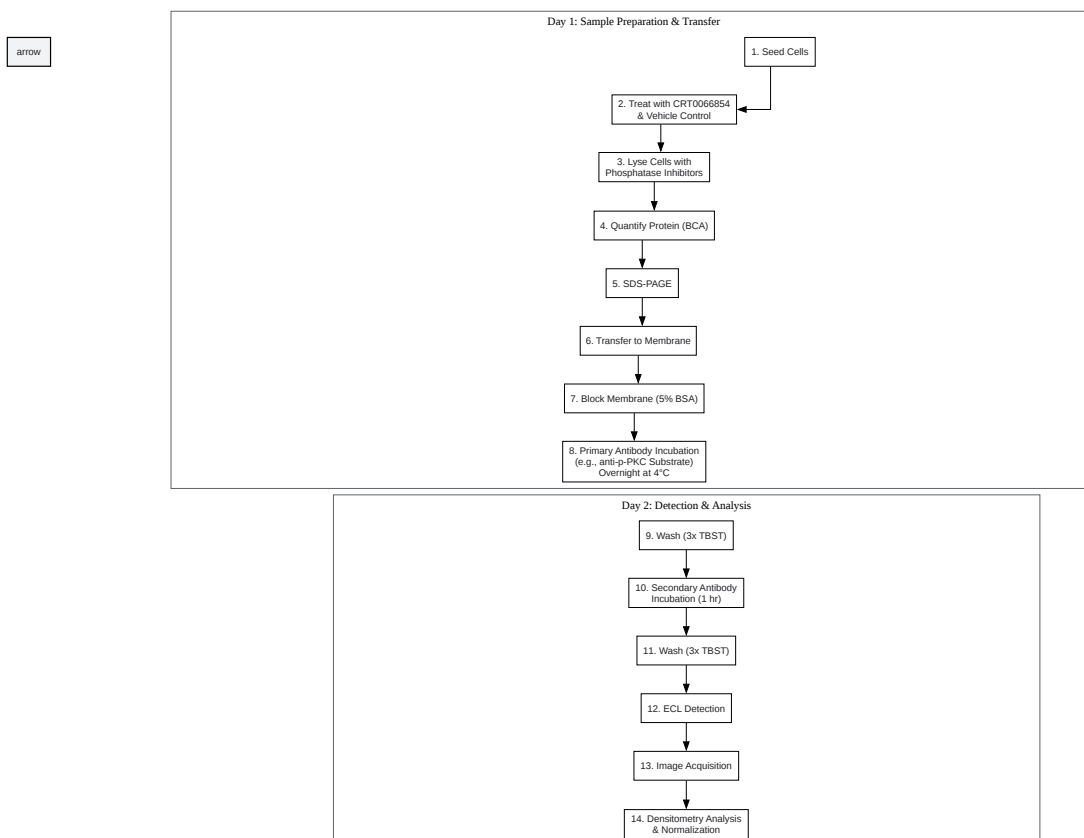 Day 1: Sample Preparation & Transfer
arrow
1. Seed Cells
2. Treat with CRT0066854
& Vehicle Control
3. Lyse Cells with
Phosphatase Inhibitors
4. Quantify Protein (BCA)
5. SDS-PAGE
6. Transfer to Membrane
7. Block Membrane (5% BSA)
8. Primary Antibody Incubation
(e.g., anti-p-PKC Substrate)
Overnight at 4°C
Day 2: Detection & Analysis
9. Wash (3x TBST)
10. Secondary Antibody
Incubation (1 hr)
11. Wash (3x TBST)
12. ECL Detection
13. Image Acquisition
14. Densitometry Analysis
& Normalization